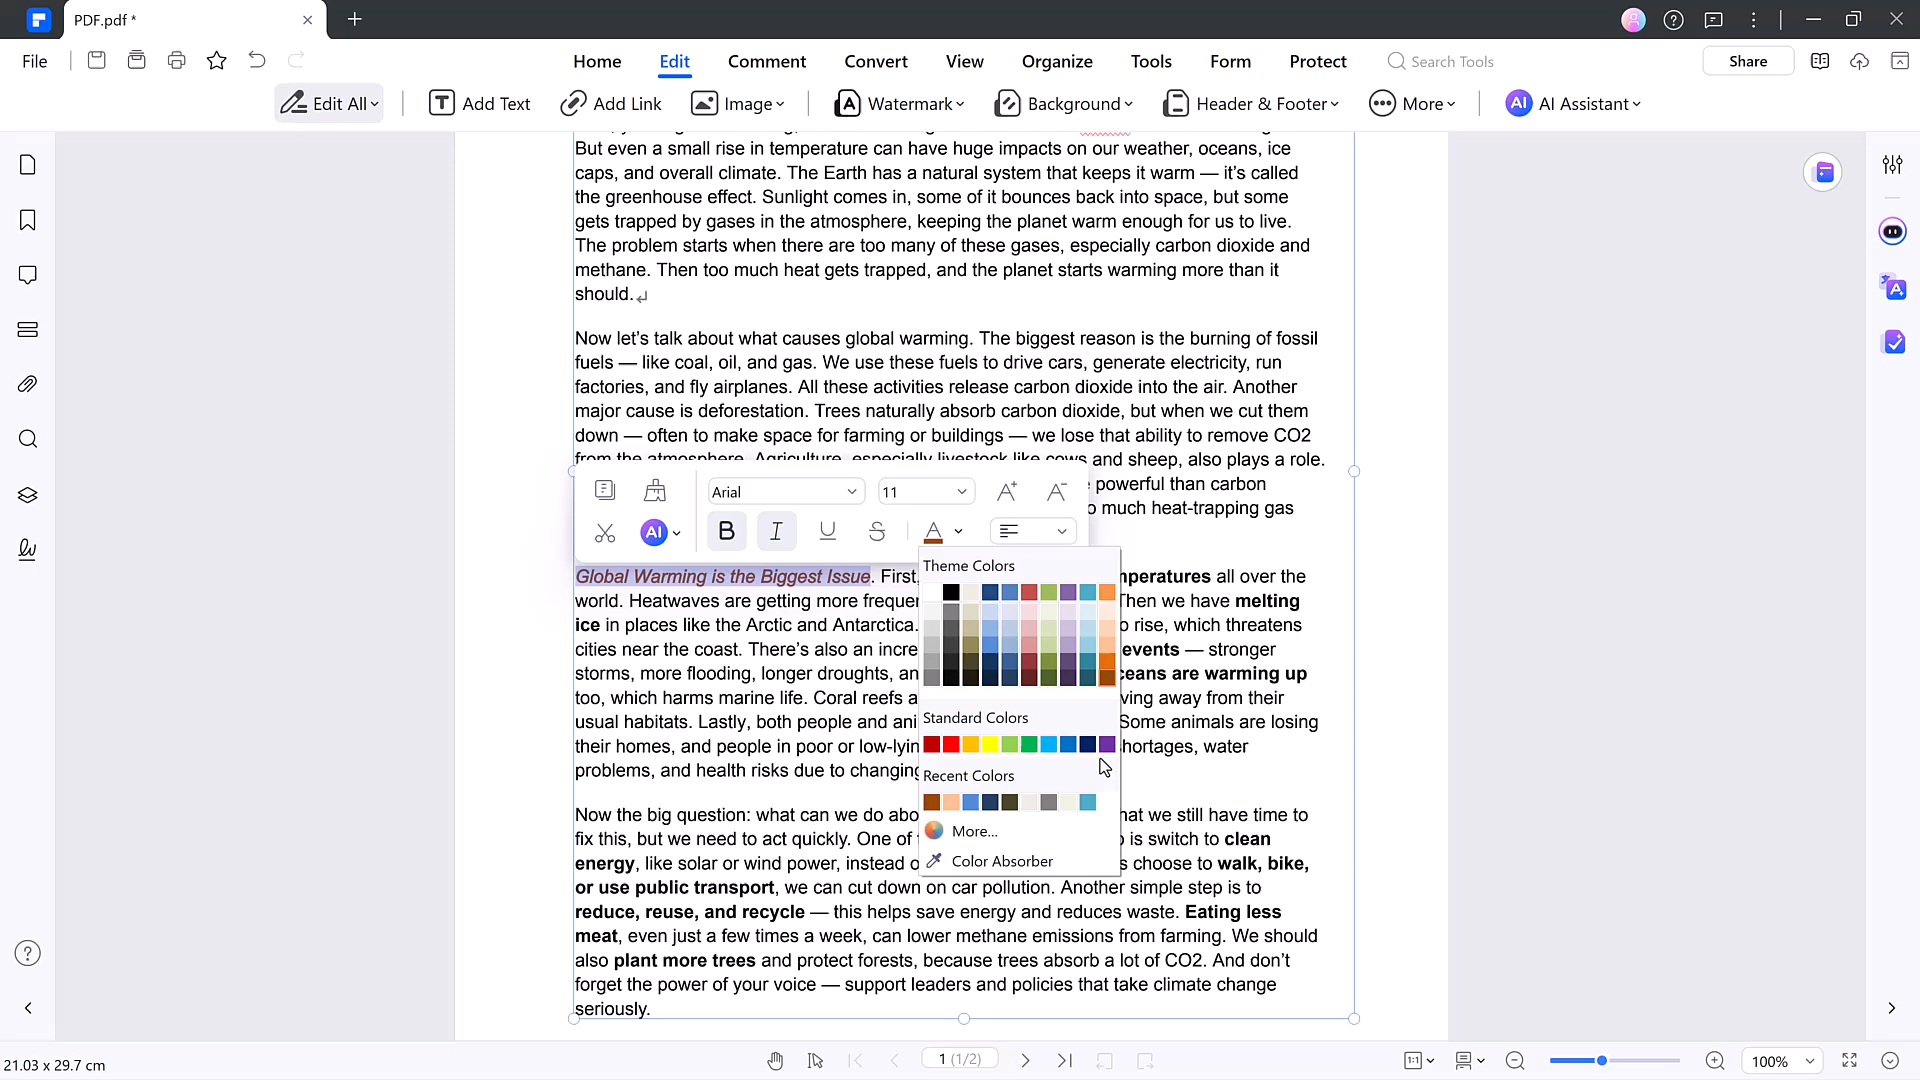 PDF.pdf *
File
Home
Edit
Comment
Convert
View
Organize
Tools
Form
Protect
Search Tools
Share
Edit All
Add Text
Add Link
Image
Watermark
Background
Header & Footer
More
AI Assistant
But even a small rise in temperature can have huge impacts on our weather, oceans, ice
caps, and overall climate. The Earth has a natural system that keeps it warm — it’s called
the greenhouse effect. Sunlight comes in, some of it bounces back into space, but some
gets trapped by gases in the atmosphere, keeping the planet warm enough for us to live.
The problem starts when there are too many of these gases, especially carbon dioxide and
methane. Then too much heat gets trapped, and the planet starts warming more than it
should.
Now let’s talk about what causes global warming. The biggest reason is the burning of fossil
fuels — like coal, oil, and gas. We use these fuels to drive cars, generate electricity, run
factories, and fly airplanes. All these activities release carbon dioxide into the air. Another
major cause is deforestation. Trees naturally absorb carbon dioxide, but when we cut them
down — often to make space for farming or buildings — we lose that ability to remove CO2
from the atmosphere. Agriculture, especially livestock like cows and sheep, also plays a role.
powerful than carbon
o much heat-trapping gas
Arial
11
A+
A-
AI
B
I
U
S
A
Global Warming is the Biggest Issue. First, mperatures all over the
world. Heatwaves are getting more frequen Then we have melting
ice in places like the Arctic and Antarctica. o rise, which threatens
cities near the coast. There’s also an incre events — stronger
storms, more flooding, longer droughts, an ceans are warming up
too, which harms marine life. Coral reefs a ving away from their
usual habitats. Lastly, both people and ani Some animals are losing
their homes, and people in poor or low-lyin hortages, water
problems, and health risks due to changing
Theme Colors
Standard Colors
Recent Colors
More...
Color Absorber
Now the big question: what can we do abo hat we still have time to
fix this, but we need to act quickly. One of o is switch to clean
energy, like solar or wind power, instead o s choose to walk, bike,
or use public transport, we can cut down on car pollution. Another simple step is to
reduce, reuse, and recycle — this helps save energy and reduces waste. Eating less
meat, even just a few times a week, can lower methane emissions from farming. We should
also plant more trees and protect forests, because trees absorb a lot of CO2. And don’t
forget the power of your voice — support leaders and policies that take climate change
seriously.
21.03 x 29.7 cm
1 (1/2)
1:1
100%